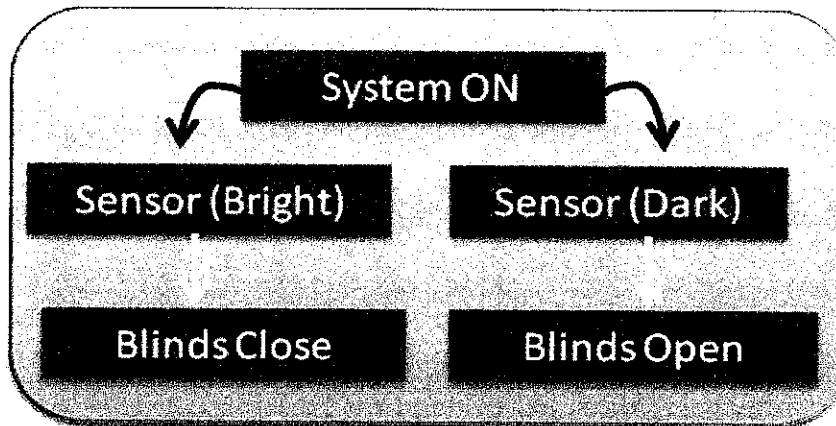 System ON
Sensor (Bright)
Sensor (Dark)
Blinds Close
Blinds Open